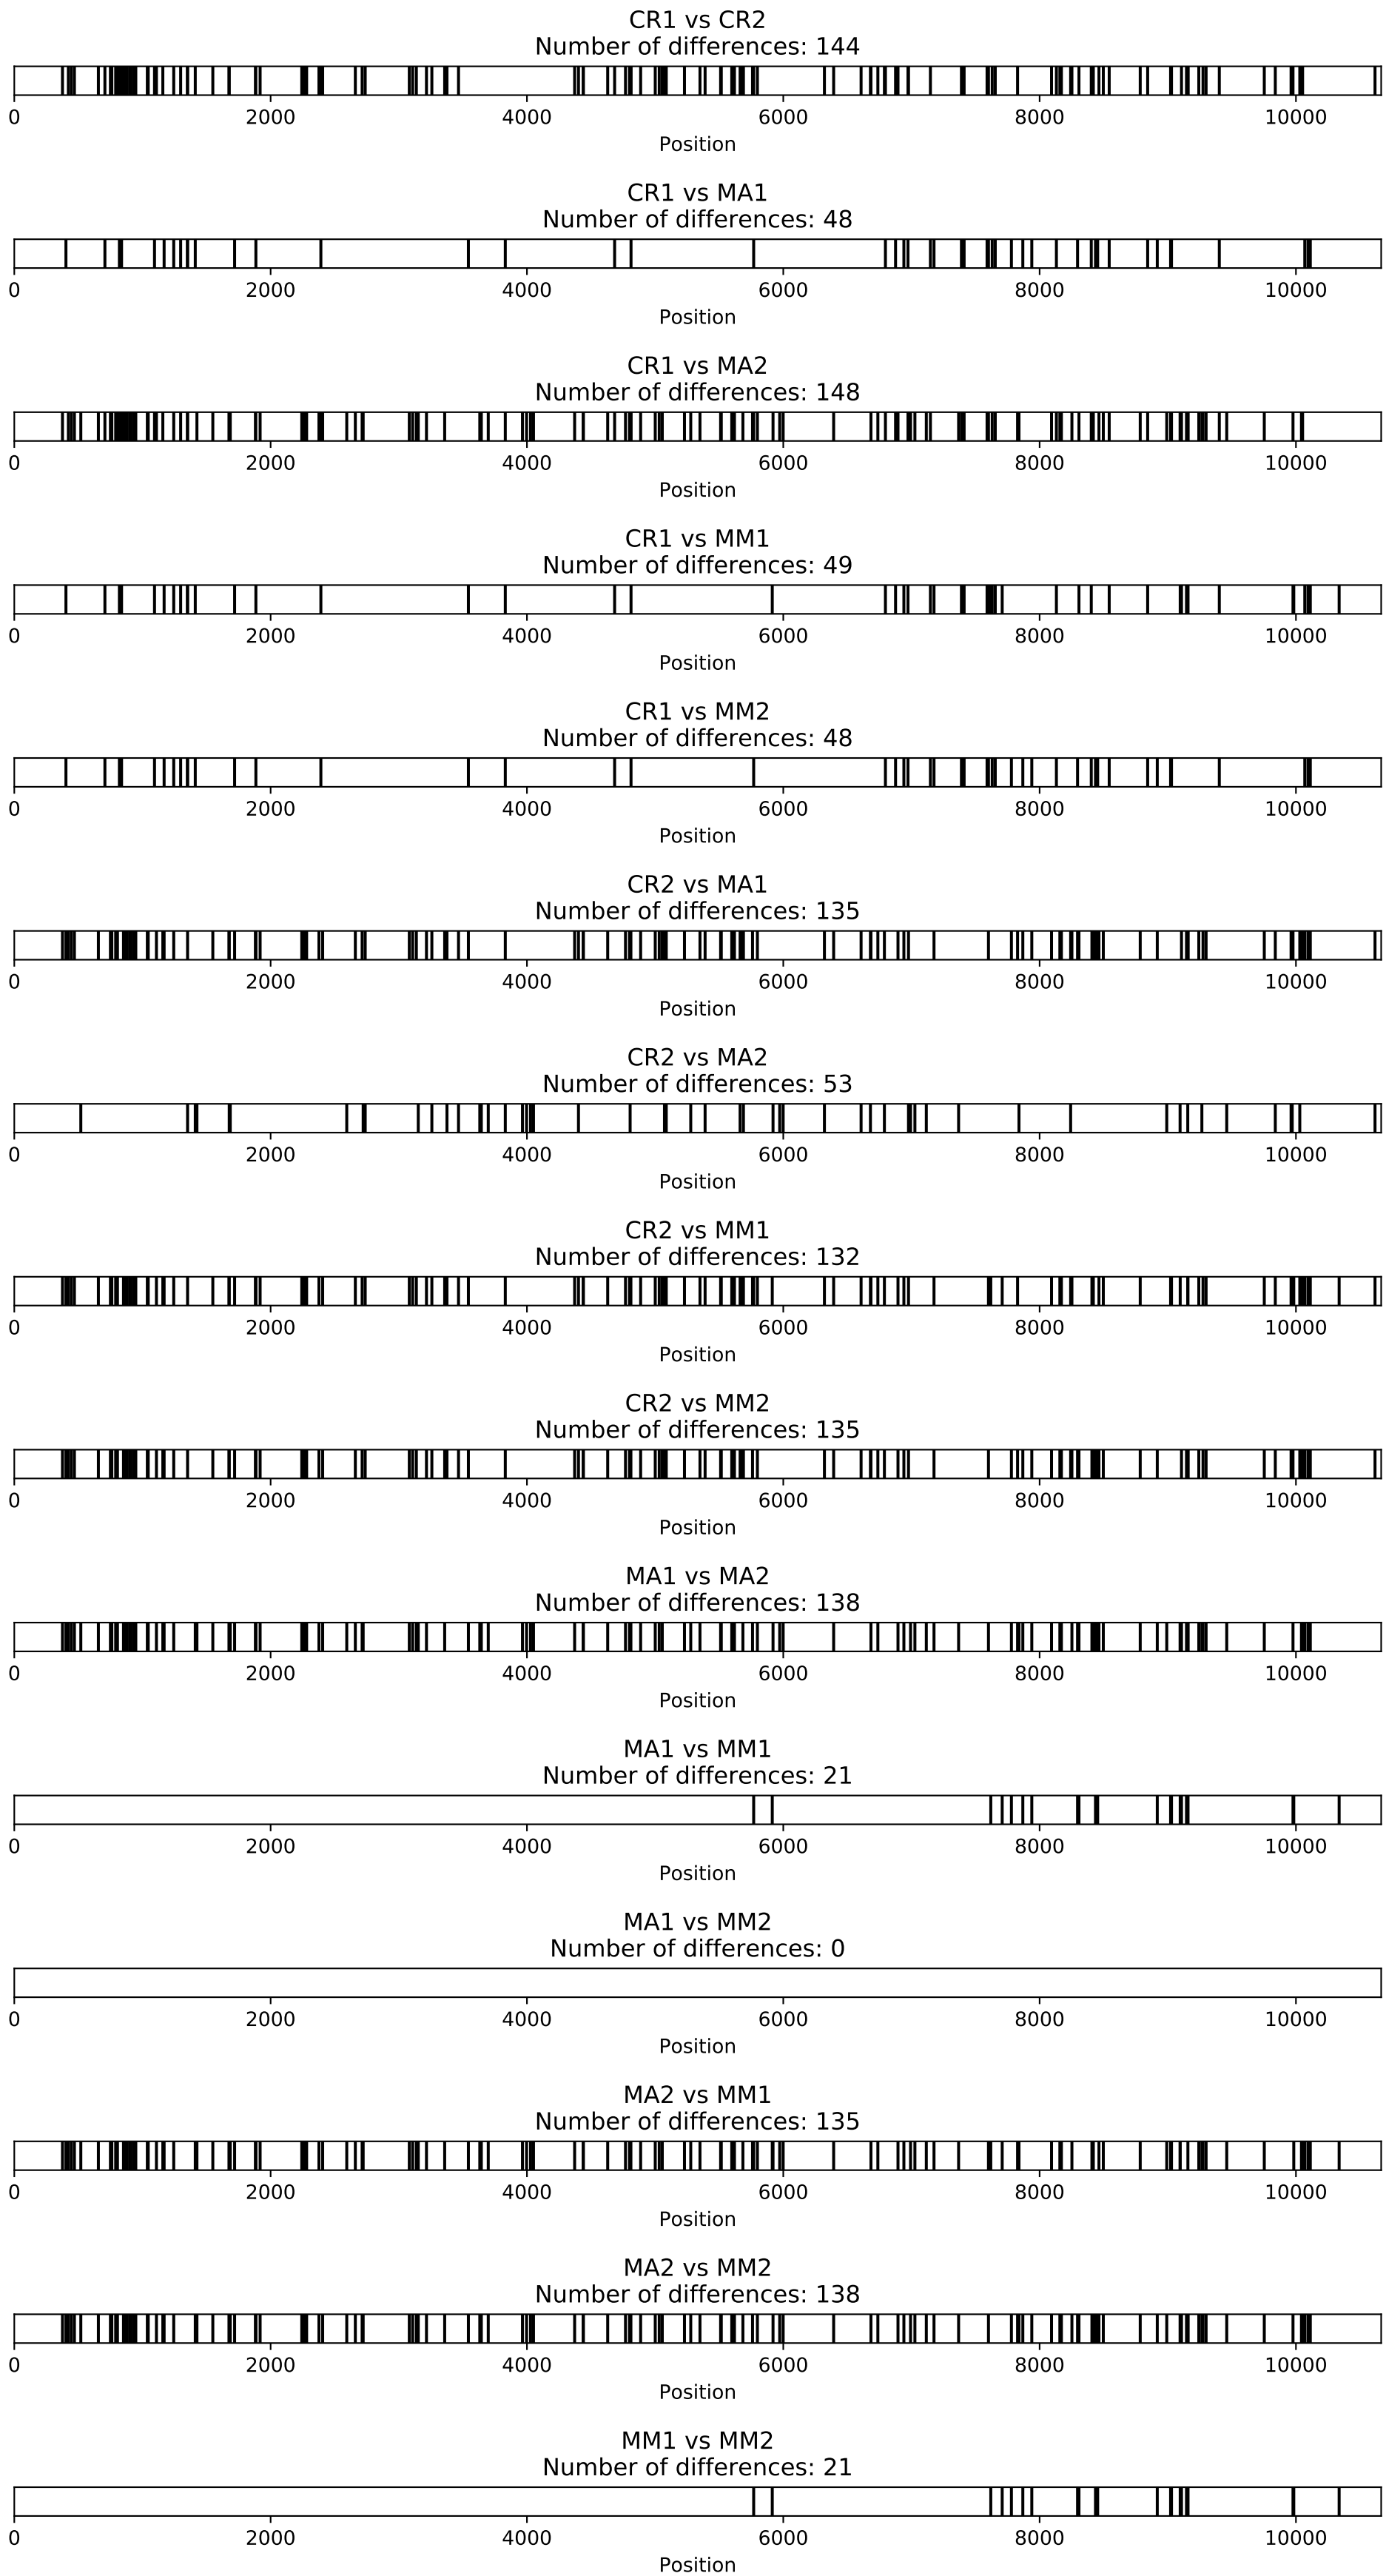 CR1 vs CR2
Number of differences: 144
0 2000 4000 6000 8000 10000
Position
CR1 vs MA1
Number of differences: 48
0 2000 4000 6000 8000 10000
Position
CR1 vs MA2
Number of differences: 148
0 2000 4000 6000 8000 10000
Position
CR1 vs MM1
Number of differences: 49
0 2000 4000 6000 8000 10000
Position
CR1 vs MM2
Number of differences: 48
0 2000 4000 6000 8000 10000
Position
CR2 vs MA1
Number of differences: 135
0 2000 4000 6000 8000 10000
Position
CR2 vs MA2
Number of differences: 53
0 2000 4000 6000 8000 10000
Position
CR2 vs MM1
Number of differences: 132
0 2000 4000 6000 8000 10000
Position
CR2 vs MM2
Number of differences: 135
0 2000 4000 6000 8000 10000
Position
MA1 vs MA2
Number of differences: 138
0 2000 4000 6000 8000 10000
Position
MA1 vs MM1
Number of differences: 21
0 2000 4000 6000 8000 10000
Position
MA1 vs MM2
Number of differences: 0
0 2000 4000 6000 8000 10000
Position
MA2 vs MM1
Number of differences: 135
0 2000 4000 6000 8000 10000
Position
MA2 vs MM2
Number of differences: 138
0 2000 4000 6000 8000 10000
Position
MM1 vs MM2
Number of differences: 21
0 2000 4000 6000 8000 10000
Position